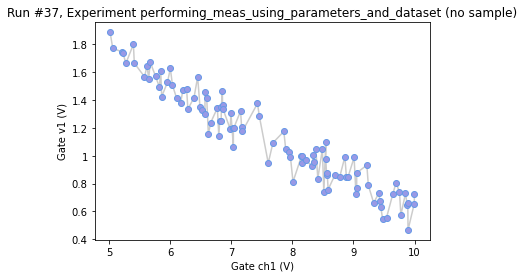 Run #37, Experiment performing_meas_using_parameters_and_dataset (no sample)
1.8
1.6
1.4
1.2
1
0.8
0.6
0.4
Gate v1 (V)
5 6 7 8 9 10
Gate ch1 (V)